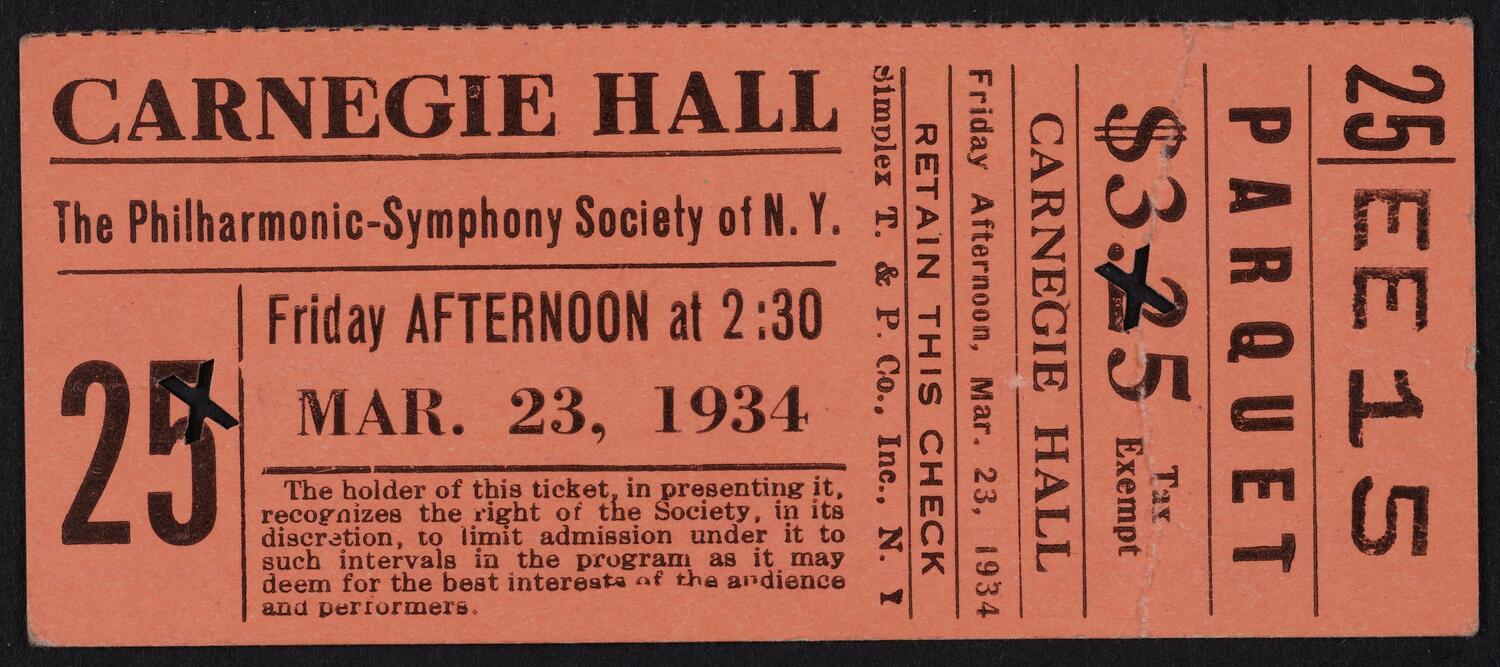 CARNEGIE HALL
The Philharmonic-Symphony Society of N. Y.
25
Friday AFTERNOON at 2:30
MAR. 23, 1934
The holder of this ticket, in presenting it,
recognizes the right of the Society, in its
discretion, to limit admission under it to
such intervals in the program as it may
deem for the best interests of the audience
and performers.
Simplex T. & P. Co., Inc., N. Y
RETAIN THIS CHECK
Friday Afternoon, Mar. 23, 1934
CARNEGIE HALL
$3.25 Tax
Exempt
PARQUET
25 EE 15